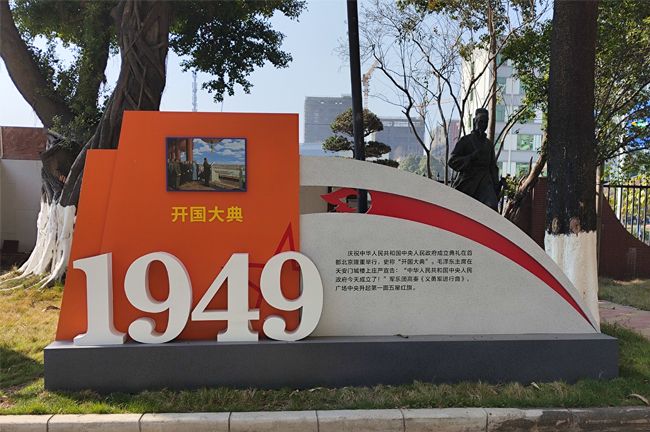 开国大典
1949
庆祝中华人民共和国中央人民政府成立典礼在首
都北京隆重举行，史称“开国大典”。毛泽东主席在
天安门城楼上庄严宣告：“中华人民共和国中央人民
政府今天成立了！”军乐团高奏《义勇军进行曲》，
广场中央升起第一面五星红旗。